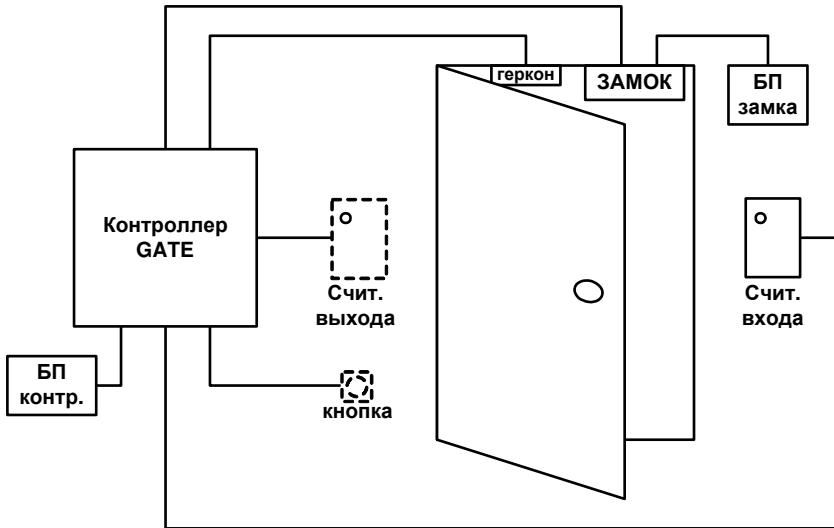 геркон
ЗАМОК
БП
замка
Контроллер
GATE
Счит.
выхода
Счит.
входа
БП
контр.
кнопка